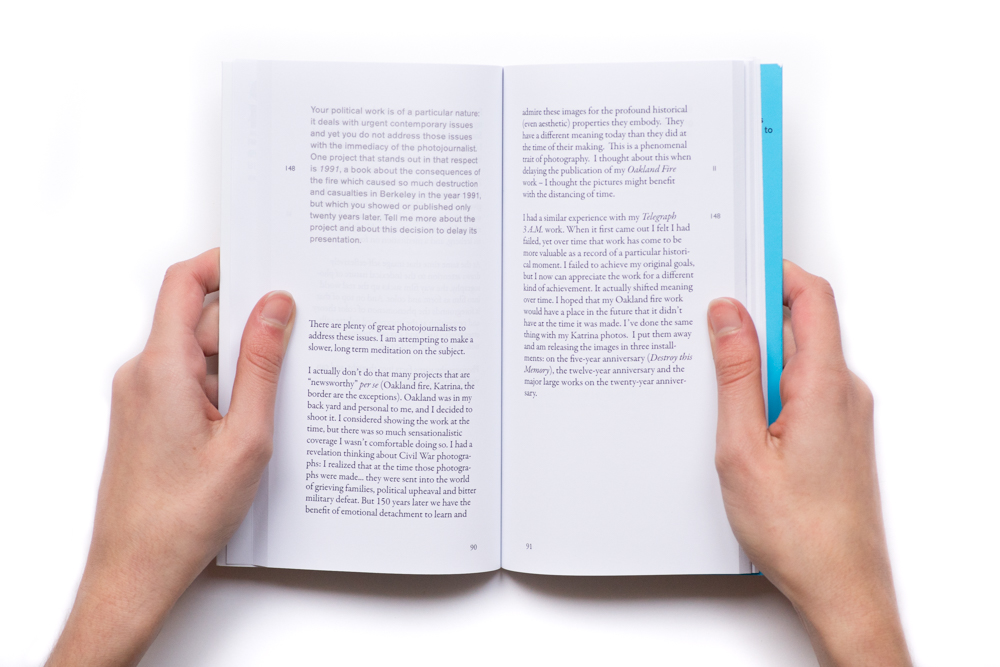 Your political work is of a particular nature:
it deals with urgent contemporary issues
and yet you do not address those issues
with the immediacy of the photojournalist.
One project that stands out in that respect
148
is 1991, a book about the consequences of
the fire which caused so much destruction
and casualties in Berkeley in the year 1991,
but which you showed or published only
twenty years later. Tell me more about the
project and about this decision to delay its
presentation.
There are plenty of great photojournalists to
address these issues. I am attempting to make a
slower, long term meditation on the subject.
I actually don't do that many projects that are
"newsworthy" per se (Oakland fire, Katrina, the
border are the exceptions). Oakland was in my
back yard and personal to me, and I decided to
shoot it. I considered showing the work at the
time, but there was so much sensationalistic
coverage I wasn't comfortable doing so. I had a
revelation thinking about Civil War photogra-
phs: I realized that at the time those photogra-
phs were made... they were sent into the world
of grieving families, political upheaval and bitter
military defeat. But 150 years later we have the
benefit of emotional detachment to learn and
90
admire these images for the profound historical
(even aesthetic) properties they embody. They
have a different meaning today than they did at
the time of their making. This is a phenomenal
trait of photography. I thought about this when
delaying the publication of my Oakland Fire
work – I thought the pictures might benefit
with the distancing of time.
I had a similar experience with my Telegraph
148
3 A.M. work. When it first came out I felt I had
failed, yet over time that work has come to be
more valuable as a record of a particular histori-
cal moment. I failed to achieve my original goals,
but I now can appreciate the work for a different
kind of achievement. It actually shifted meaning
over time. I hoped that my Oakland fire work
would have a place in the future that it didn't
have at the time it was made. I've done the same
thing with my Katrina photos. I put them away
and am releasing the images in three install-
ments: on the five-year anniversary (Destroy this
Memory), the twelve-year anniversary and the
major large works on the twenty-year anniver-
sary.
91
to